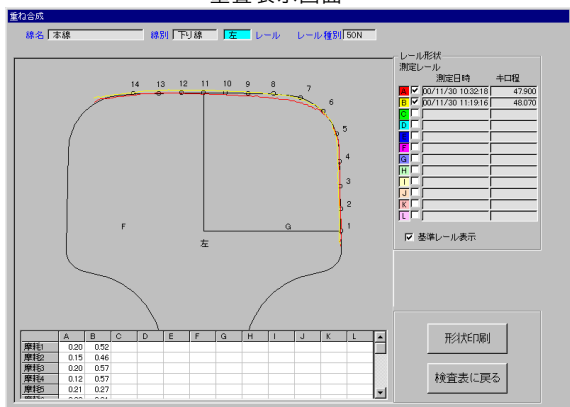 重ね合成
線名 本線 線別 下り線 左 レール レール種別 50N
レール形状
測定レール
測定日時 キロ程
A 00/11/30 10:32:18 47.900
B 00/11/30 11:19:16 48.070
C
D
E
F
G
H
I
J
K
L
基準レール表示
14 13 12 11 10 9 8 7
6
5
4
3
2
1
F G
左
A B C D E F G H I J K L
摩耗1 0.20 0.52
摩耗2 0.15 0.46
摩耗3 0.20 0.57
摩耗4 0.12 0.57
摩耗5 0.21 0.27
形状印刷
検査表に戻る